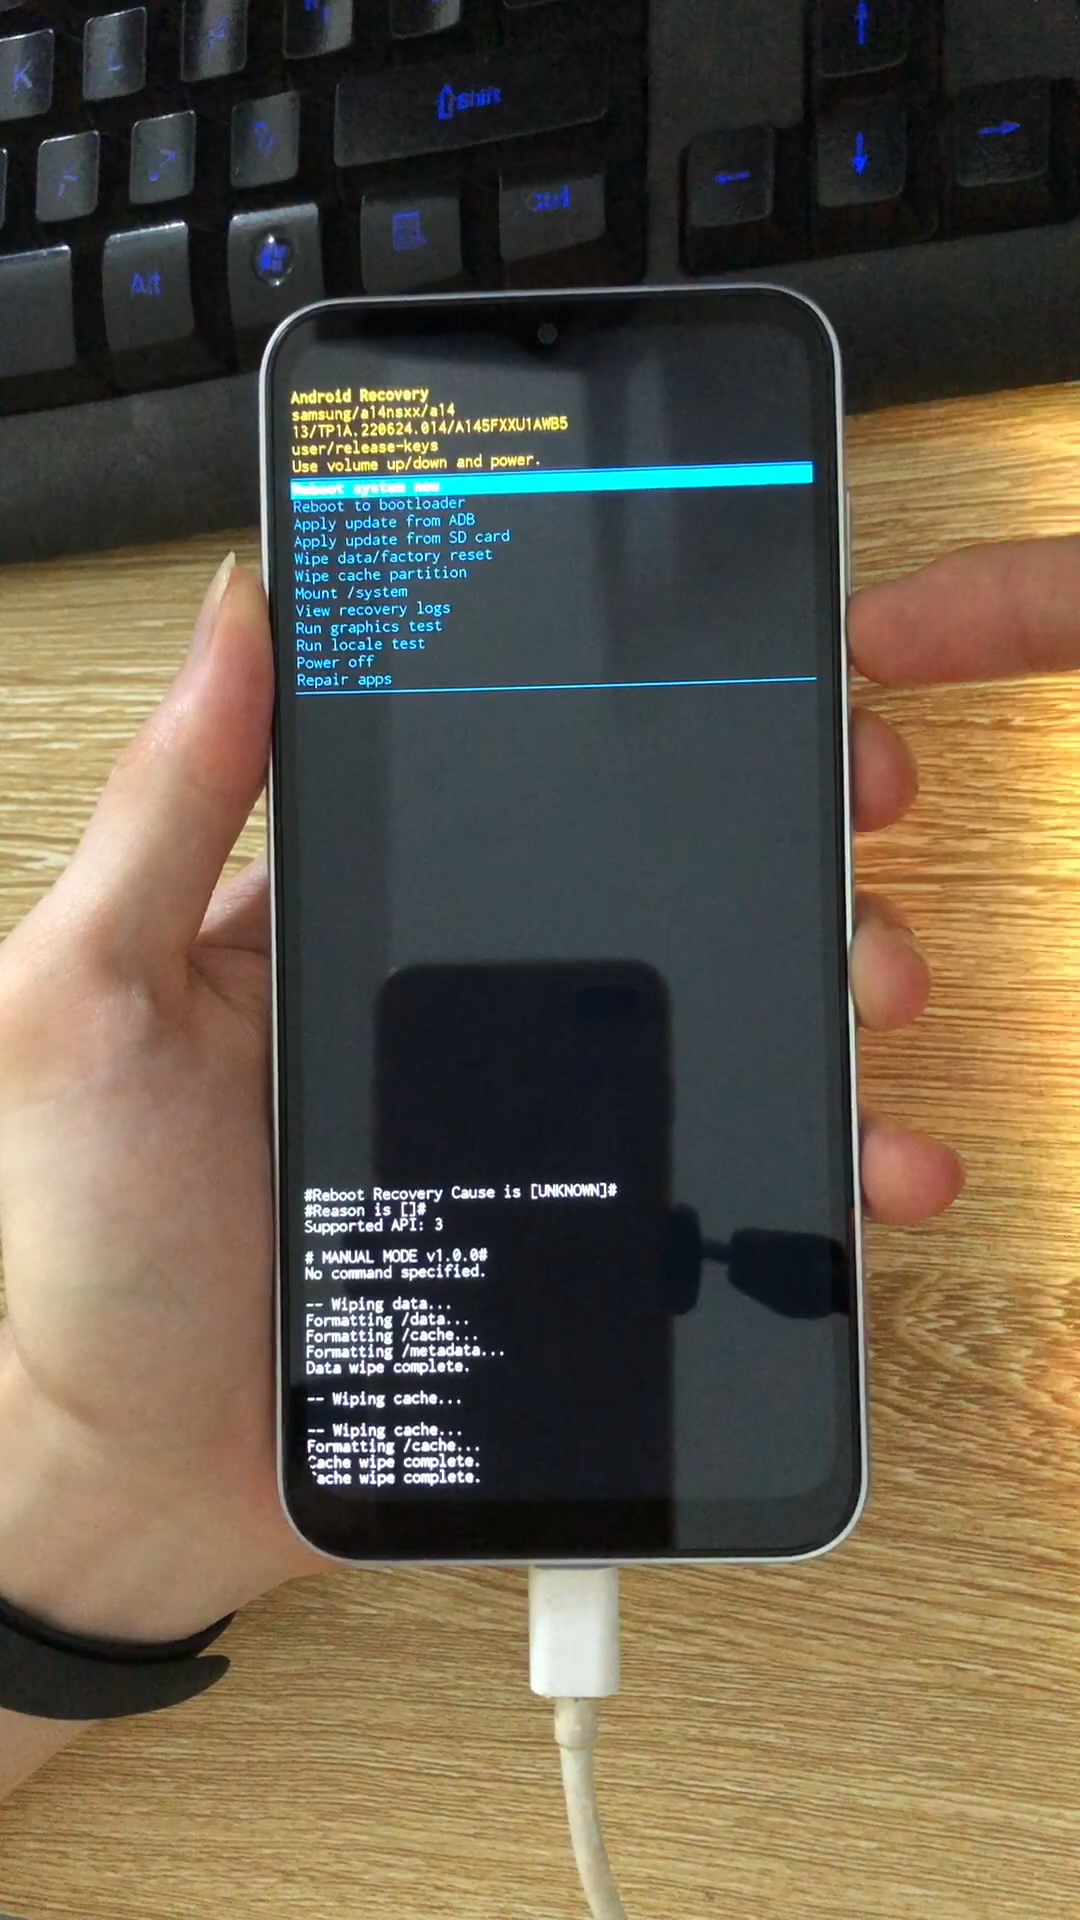 K
L
Shift
Alt
Ctrl
Android Recovery
samsung/a14nsxx/a14
13/TP1A.220624.014/A145FXXU1AWB5
user/release-keys
Use volume up/down and power.
Reboot system now
Reboot to bootloader
Apply update from ADB
Apply update from SD card
Wipe data/factory reset
Wipe cache partition
Mount /system
View recovery logs
Run graphics test
Run locale test
Power off
Repair apps
#Reboot Recovery Cause is [UNKNOWN]#
#Reason is []#
Supported API: 3
# MANUAL MODE v1.0.0#
No command specified.
-- Wiping data...
Formatting /data...
Formatting /cache...
Formatting /metadata...
Data wipe complete.
-- Wiping cache...
-- Wiping cache...
Formatting /cache...
Cache wipe complete.
Cache wipe complete.